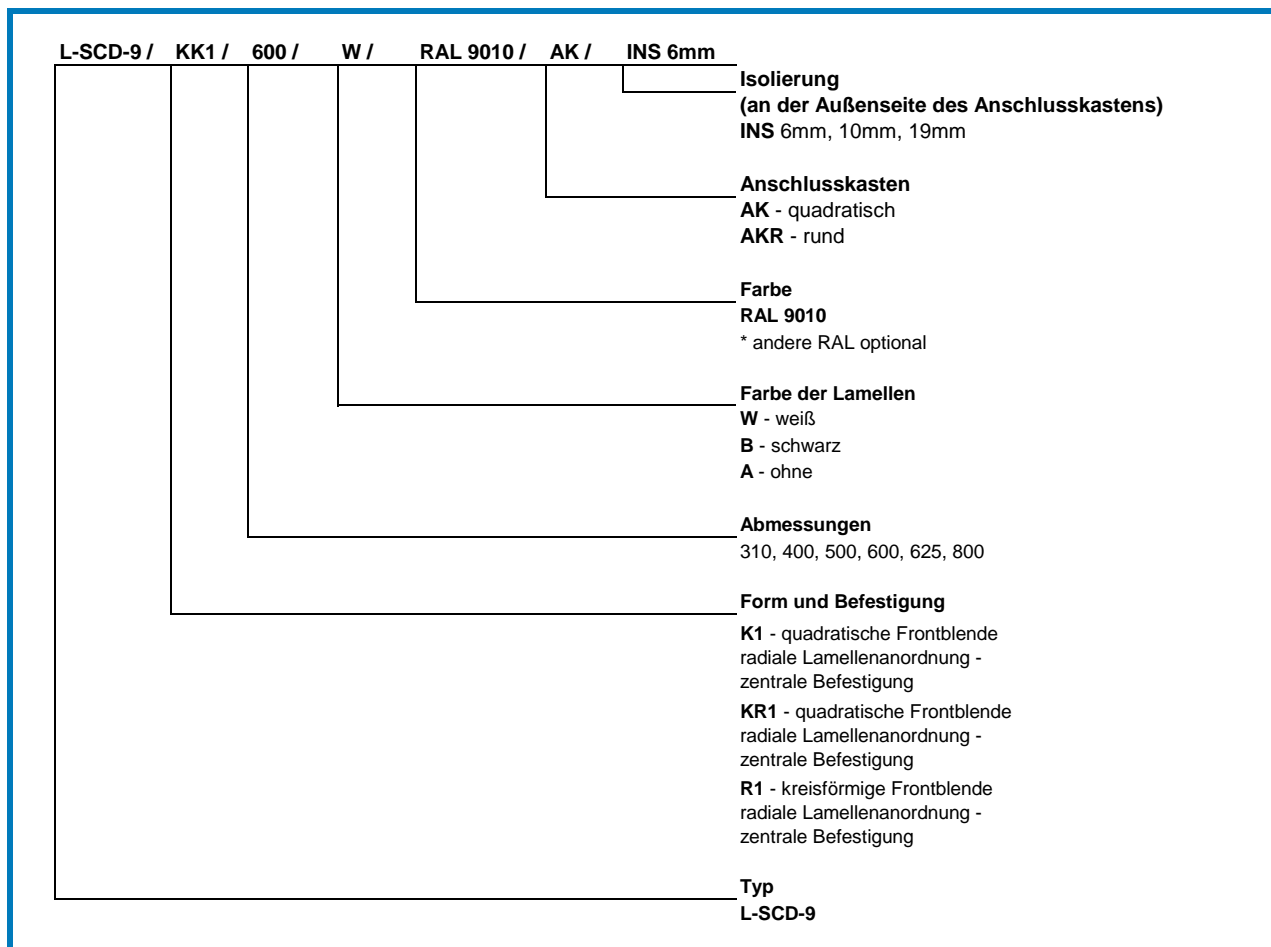 L-SCD-9 / KK1 / 600 / W / RAL 9010 / AK / INS 6mm
Isolierung
(an der Außenseite des Anschlusskastens)
INS 6mm, 10mm, 19mm
Anschlusskasten
AK - quadratisch
AKR - rund
Farbe
RAL 9010
* andere RAL optional
Farbe der Lamellen
W - weiß
B - schwarz
A - ohne
Abmessungen
310, 400, 500, 600, 625, 800
Form und Befestigung
K1 - quadratische Frontblende
radiale Lamellenanordnung -
zentrale Befestigung
KR1 - quadratische Frontblende
radiale Lamellenanordnung -
zentrale Befestigung
R1 - kreisförmige Frontblende
radiale Lamellenanordnung -
zentrale Befestigung
Typ
L-SCD-9